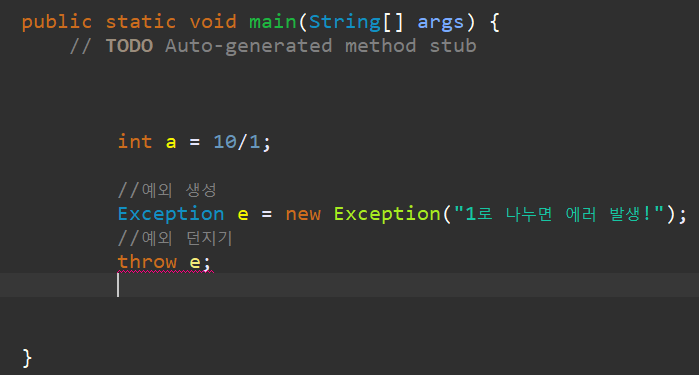 public static void main(String[] args) {
// TODO Auto-generated method stub
int a = 10/1;
//예외 생성
Exception e = new Exception("1로 나누면 에러 발생!");
//예외 던지기
throw e;
}